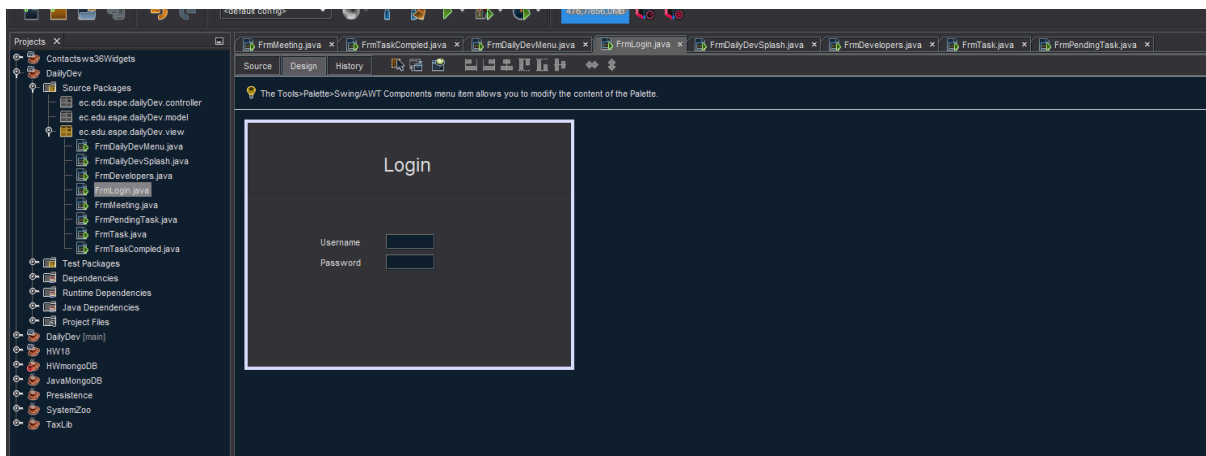 <default config>
476,7/856,0MB
Projects
FrmMeeting.java
FrmTaskCompled.java
FrmDailyDevMenu.java
FrmLogin.java
FrmDailyDevSplash.java
FrmDevelopers.java
FrmTask.java
FrmPendingTask.java
Source
Design
History
The Tools>Palette>Swing/AWT Components menu item allows you to modify the content of the Palette.
Contactsws36Widgets
DaiilyDev
Source Packages
ec.edu.espe.dailyDev.controller
ec.edu.espe.dailyDev.model
ec.edu.espe.dailyDev.view
FrmDailyDevMenu.java
FrmDailyDevSplash.java
FrmDevelopers.java
FrmLogin.java
FrmMeeting.java
FrmPendingTask.java
FrmTask.java
FrmTaskCompled.java
Test Packages
Dependencies
Runtime Dependencies
Java Dependencies
Project Files
DailyDev [main]
HW18
HWmongoDB
JavaMongoDB
Presistence
SystemZoo
TaxLib
Login
Username
Password